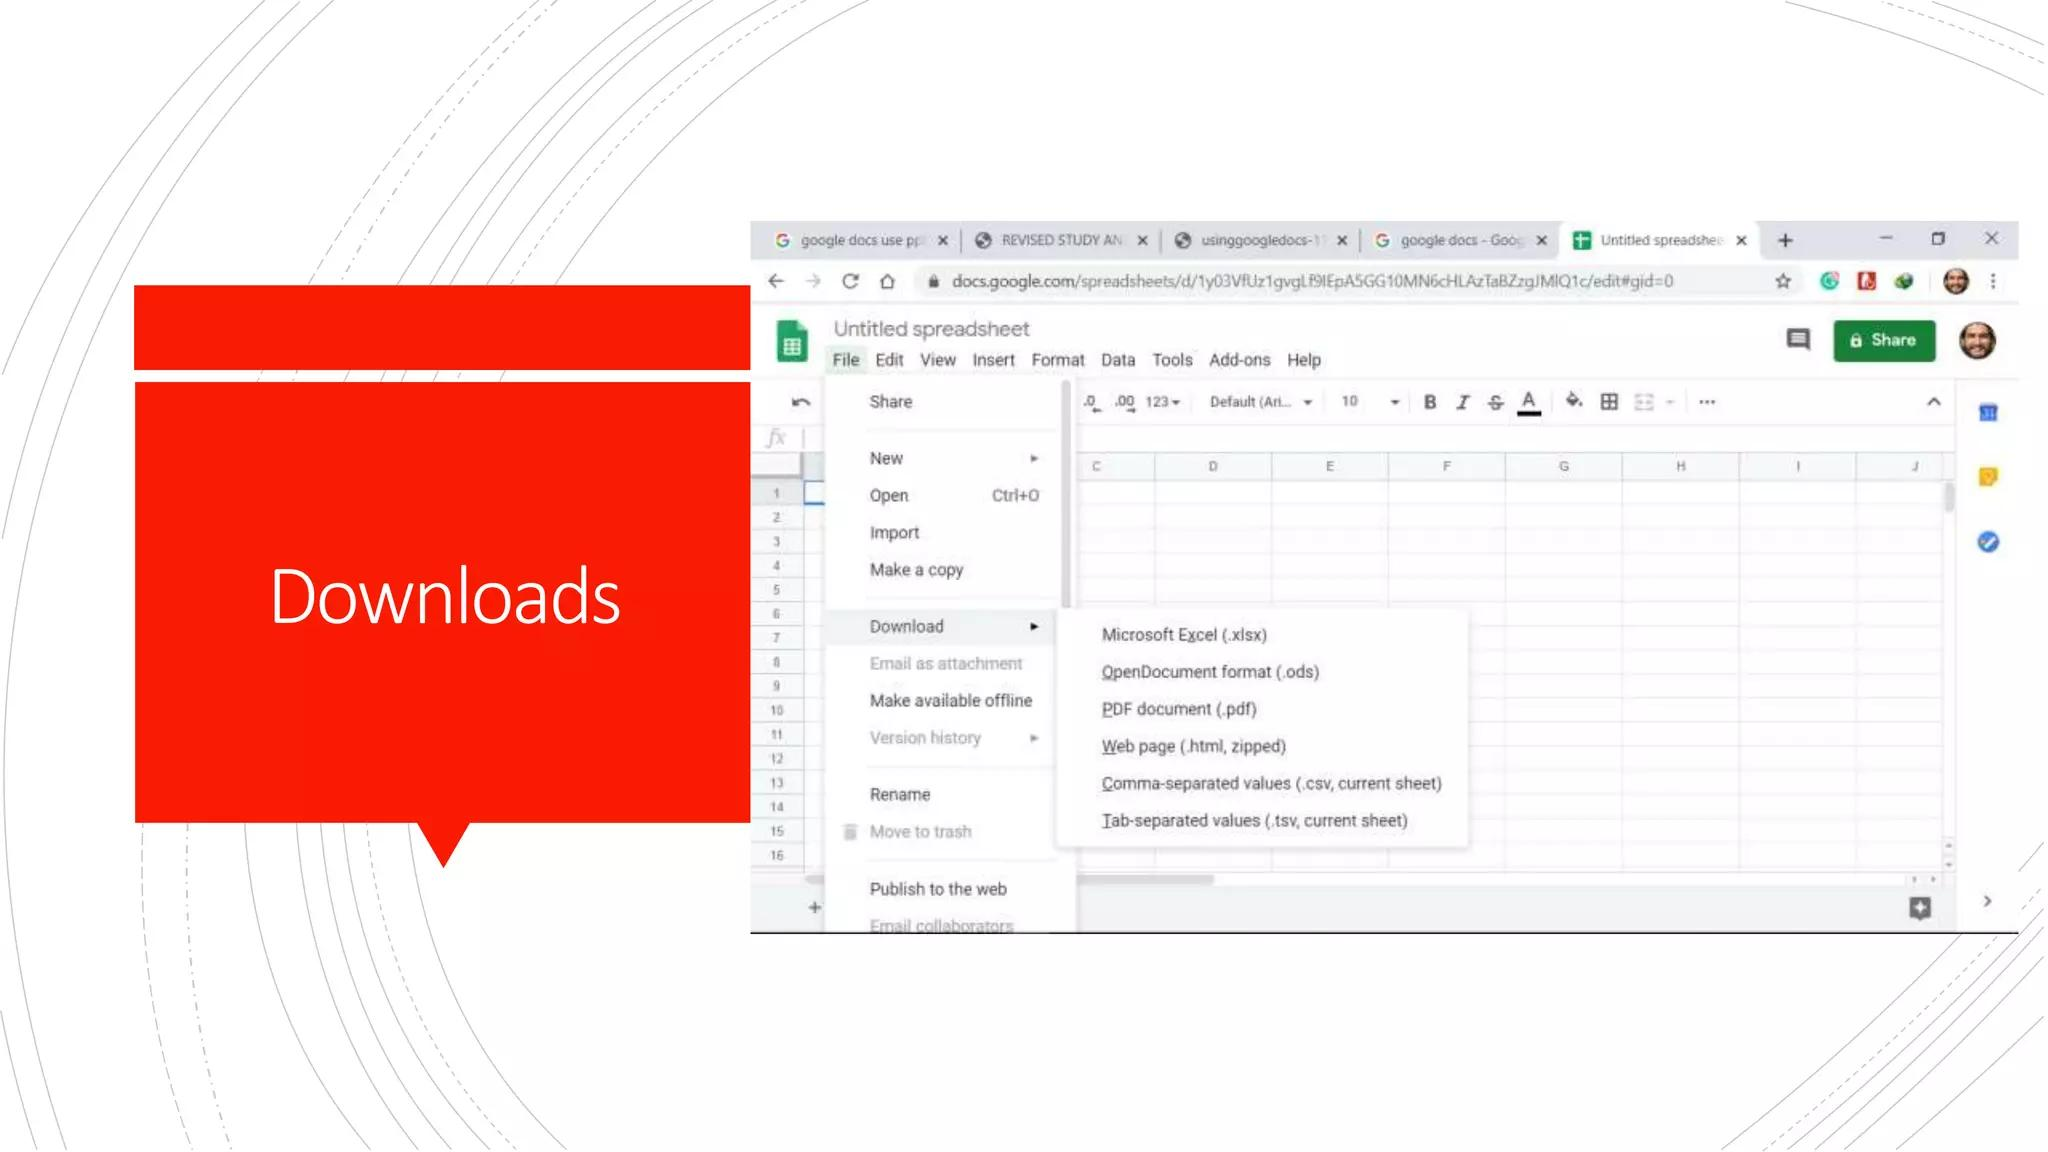 Downloads
google docs use pp
REVISED STUDY AN
usinggoogledocs-1
google docs - Goog
Untitled spreadshee
docs.google.com/spreadsheets/d/1y03VfUz1gvgLf9IEpA5GG10MN6cHLAzTaBZzgJMlQ1c/edit#gid=0
Untitled spreadsheet
Share
File Edit View Insert Format Data Tools Add-ons Help
.0 .00 123 Default (Ari... 10 B I S A
fx
C D E F G H I J
1
2
3
4
5
6
7
8
9
10
11
12
13
14
15
16
Share
New
Open Ctrl+O
Import
Make a copy
Download
Email as attachment
Make available offline
Version history
Rename
Move to trash
Publish to the web
Email collaborators
Microsoft Excel (.xlsx)
OpenDocument format (.ods)
PDF document (.pdf)
Web page (.html, zipped)
Comma-separated values (.csv, current sheet)
Tab-separated values (.tsv, current sheet)
31